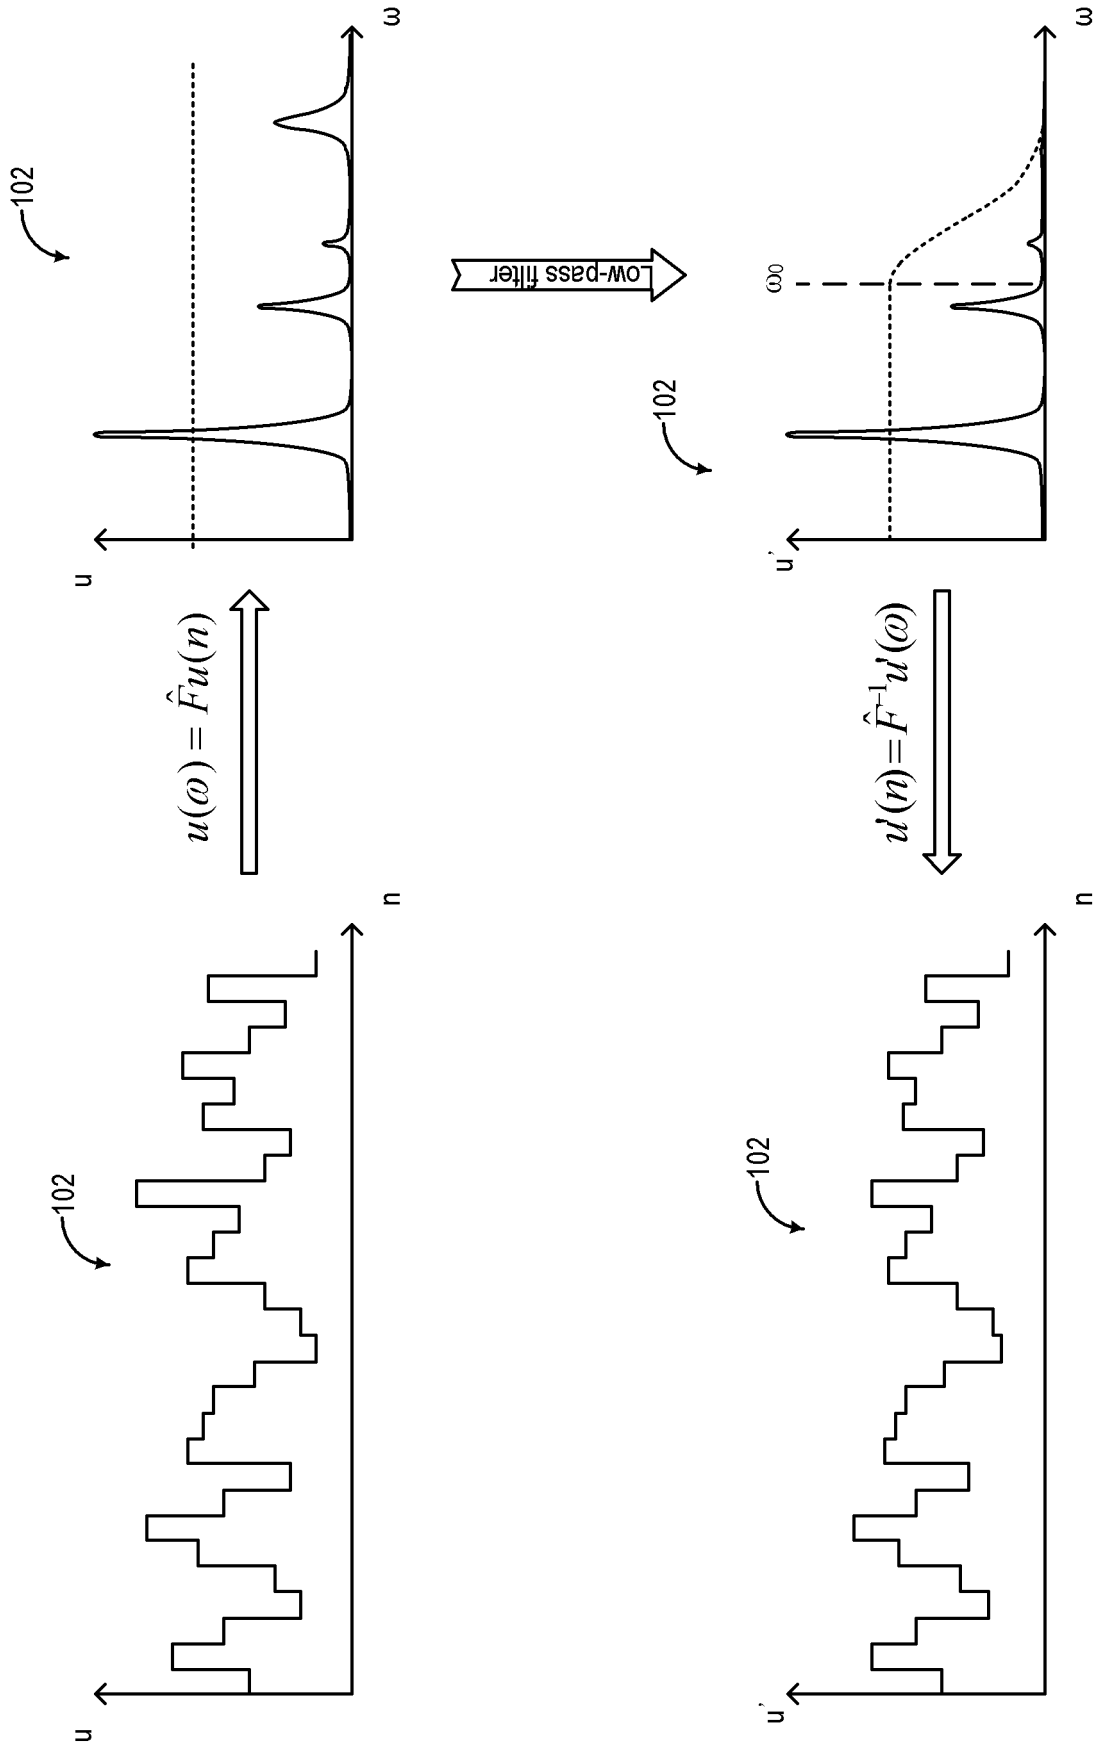 102
u
ω
u(ω) = F̂u(n)
102
u
n
Low-pass filter
102
ω₀
u'
ω
u'(n)=F̂⁻¹u'(ω)
102
u'
n